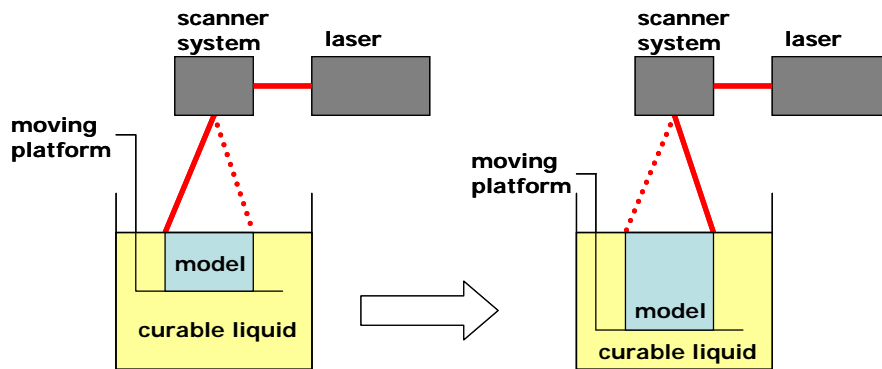 scanner
system
laser
moving
platform
model
curable liquid
scanner
system
laser
moving
platform
model
curable liquid